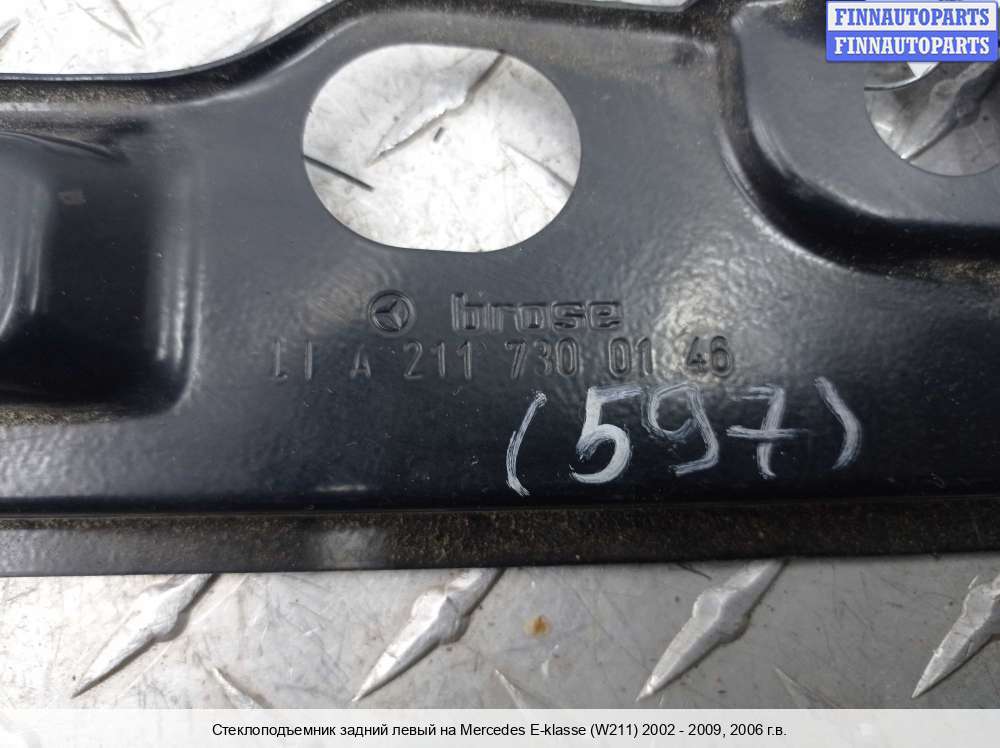 FINNAUTOPARTS
FINNAUTOPARTS
brose
LI A 211 730 01 46
(597)
Стеклоподъемник задний левый на Mercedes E-klasse (W211) 2002 - 2009, 2006 г.в.